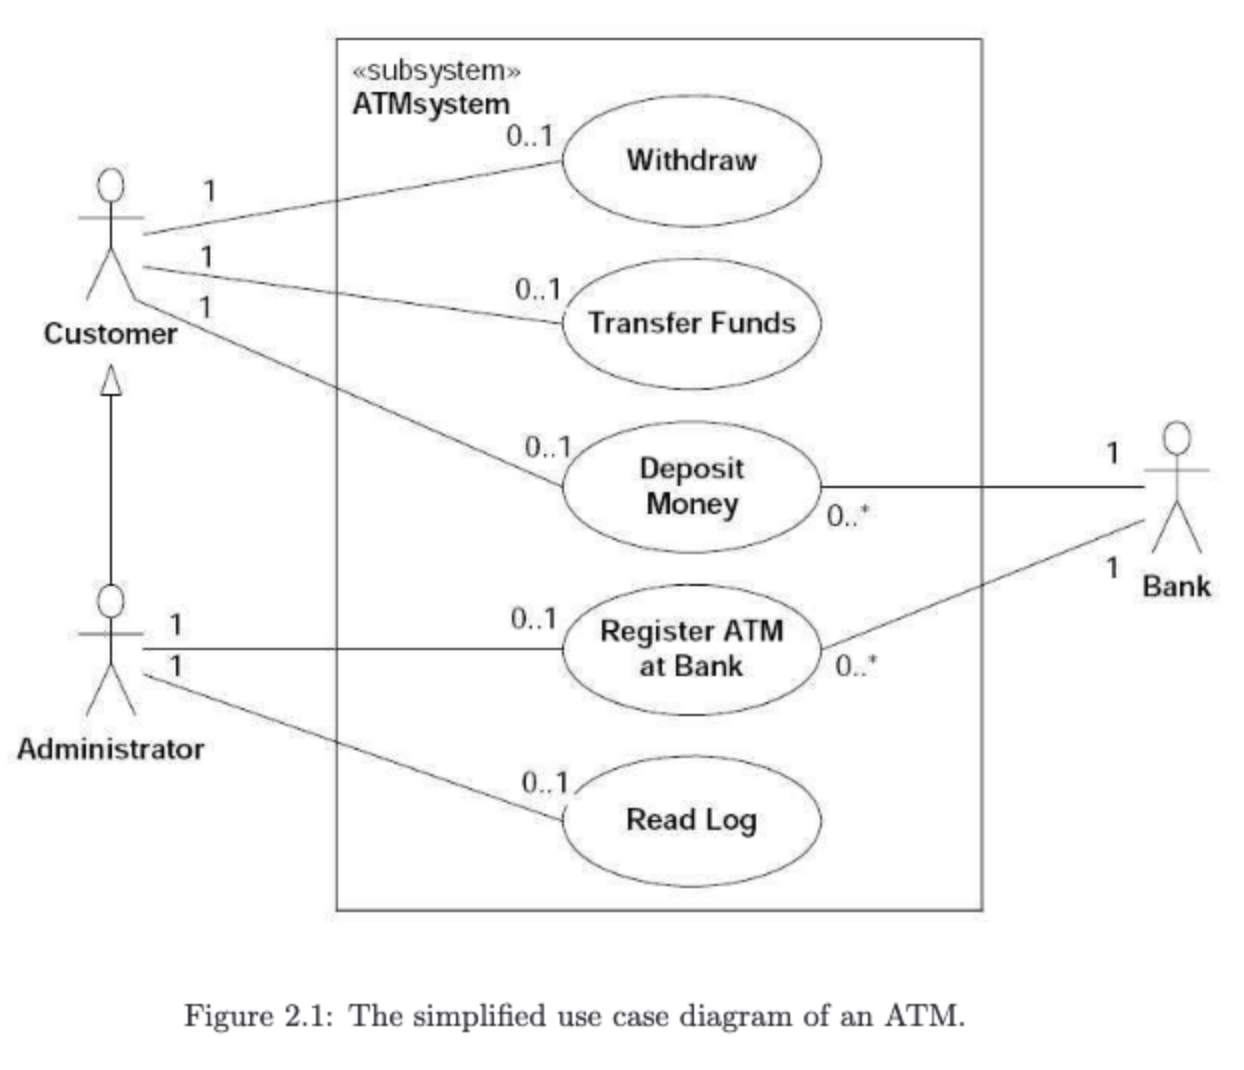 «subsystem»
ATMsystem
0..1
Withdraw
1
1
0..1
Transfer Funds
1
Customer
0..1
Deposit
Money
1
0..*
Bank
1
1
0..1
Register ATM
at Bank
1
0..*
Administrator
0..1
Read Log
Figure 2.1: The simplified use case diagram of an ATM.